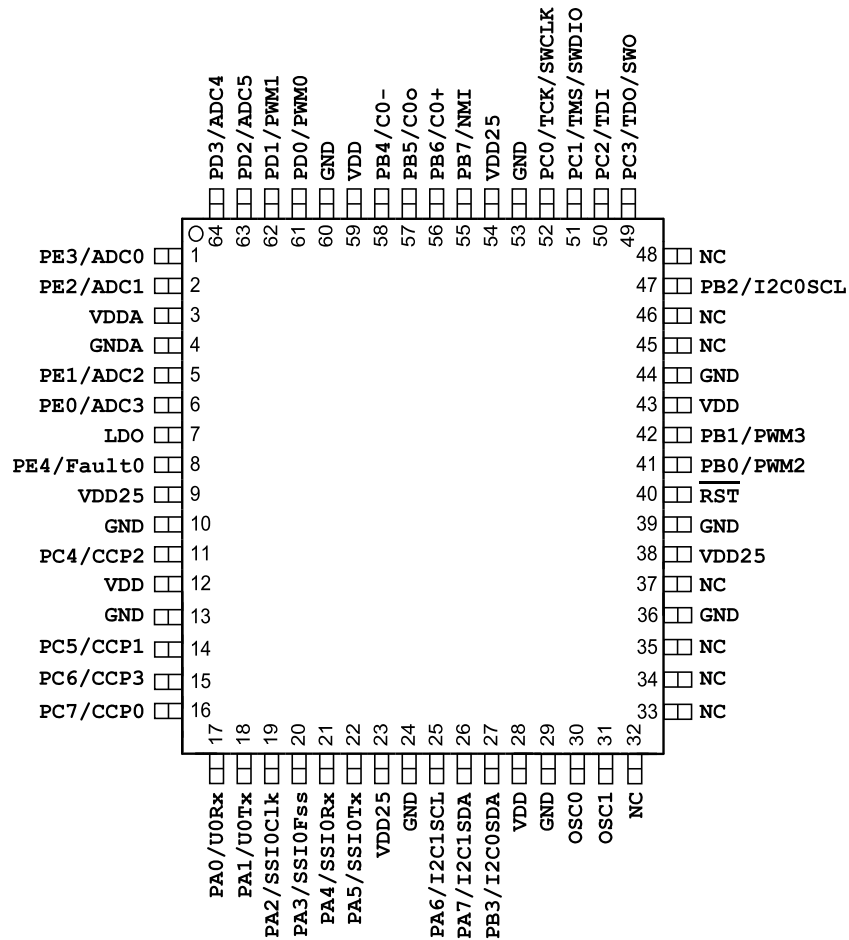 PD3/ADC4
PD2/ADC5
PD1/PWM1
PD0/PWM0
GND
VDD
PB4/C0-
PB5/C0o
PB6/C0+
PB7/NMI
VDD25
GND
PC0/TCK/SWCLK
PC1/TMS/SWDIO
PC2/TDI
PC3/TDO/SWO
64
63
62
61
60
59
58
57
56
55
54
53
52
51
50
49
PE3/ADC0 1
PE2/ADC1 2
VDDA 3
GNDA 4
PE1/ADC2 5
PE0/ADC3 6
LDO 7
PE4/Fault0 8
VDD25 9
GND 10
PC4/CCP2 11
VDD 12
GND 13
PC5/CCP1 14
PC6/CCP3 15
PC7/CCP0 16
48 NC
47 PB2/I2C0SCL
46 NC
45 NC
44 GND
43 VDD
42 PB1/PWM3
41 PB0/PWM2
40 RST
39 GND
38 VDD25
37 NC
36 GND
35 NC
34 NC
33 NC
17
18
19
20
21
22
23
24
25
26
27
28
29
30
31
32
PA0/U0Rx
PA1/U0Tx
PA2/SSI0Clk
PA3/SSI0Fss
PA4/SSI0Rx
PA5/SSI0Tx
VDD25
GND
PA6/I2C1SCL
PA7/I2C1SDA
PB3/I2C0SDA
VDD
GND
OSC0
OSC1
NC